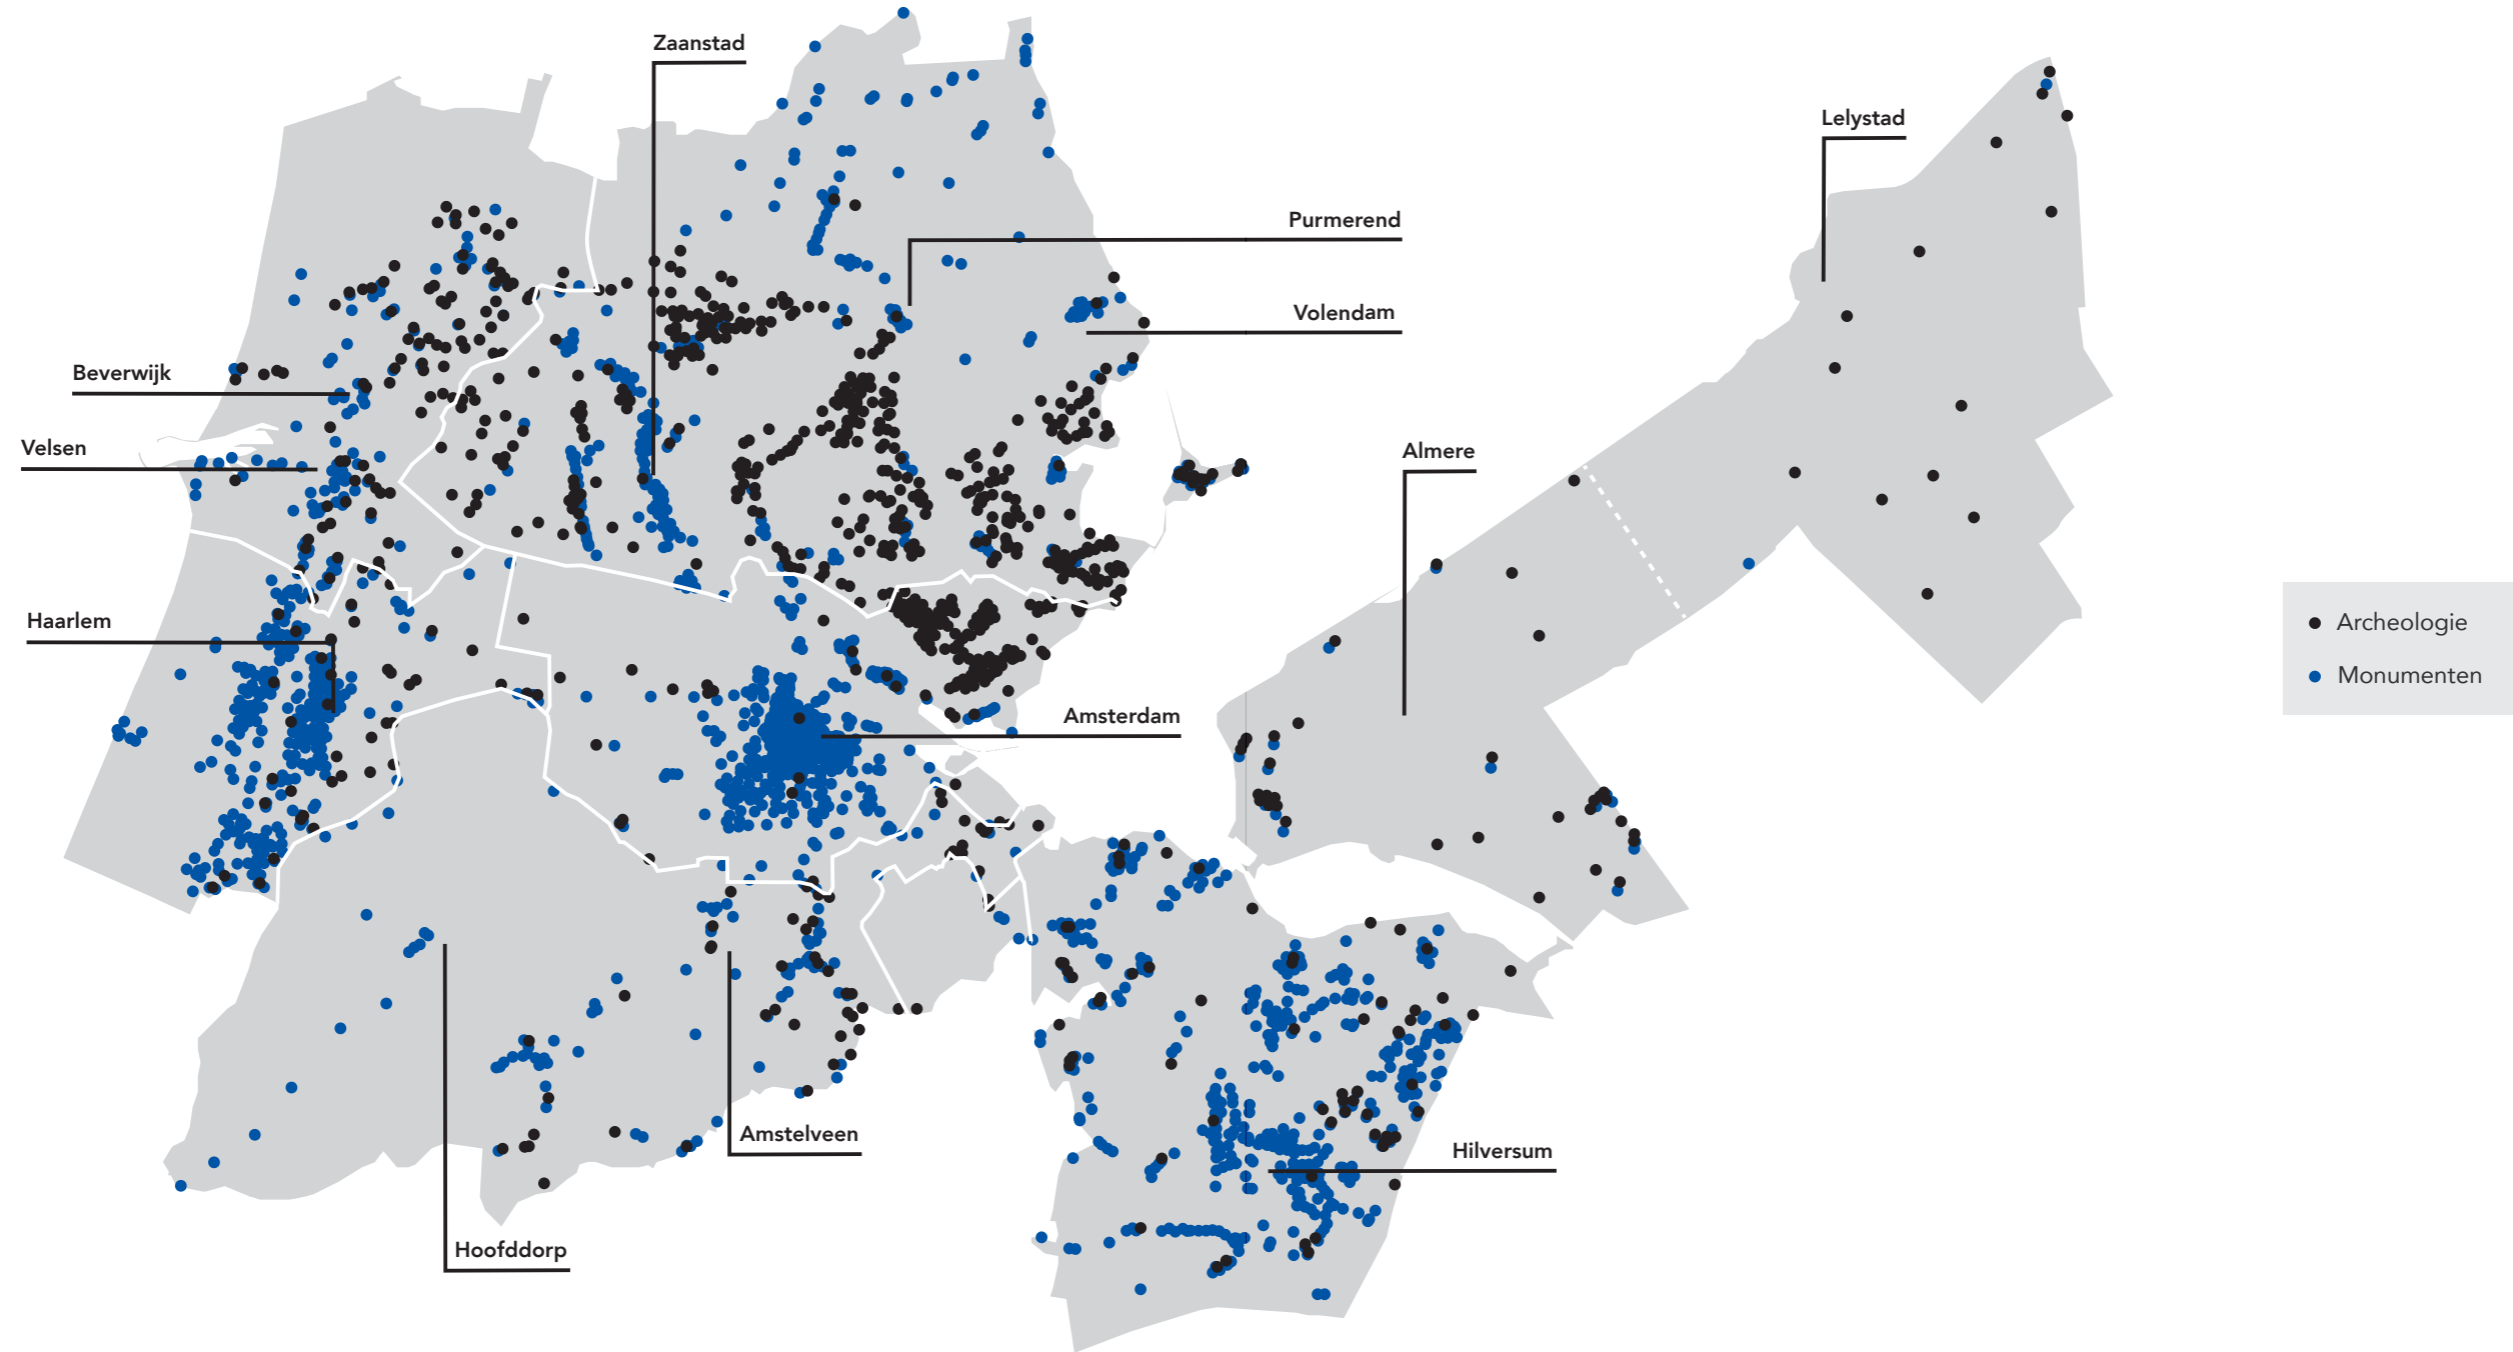 Zaanstad
Lelystad
Purmerend
Volendam
Beverwijk
Velsen
Almere
Haarlem
Archeologie
Monumenten
Amsterdam
Amstelveen
Hilversum
Hoofddorp